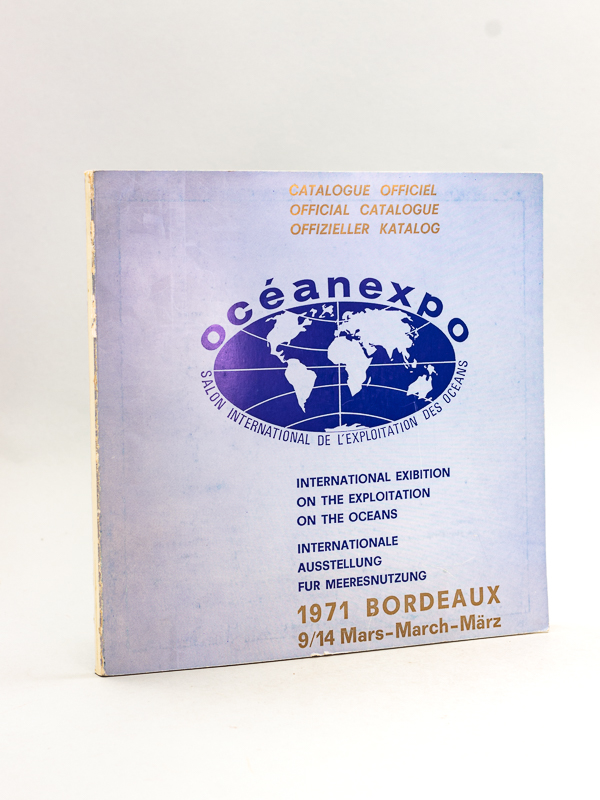 CATALOGUE OFFICIEL
OFFICIAL CATALOGUE
OFFIZIELLER KATALOG
océanexpo
SALON INTERNATIONAL DE L'EXPLOITATION DES OCEANS
INTERNATIONAL EXIBITION
ON THE EXPLOITATION
ON THE OCEANS
INTERNATIONALE
AUSSTELLUNG
FUR MEERESNUTZUNG
1971 BORDEAUX
9/14 Mars-March-März